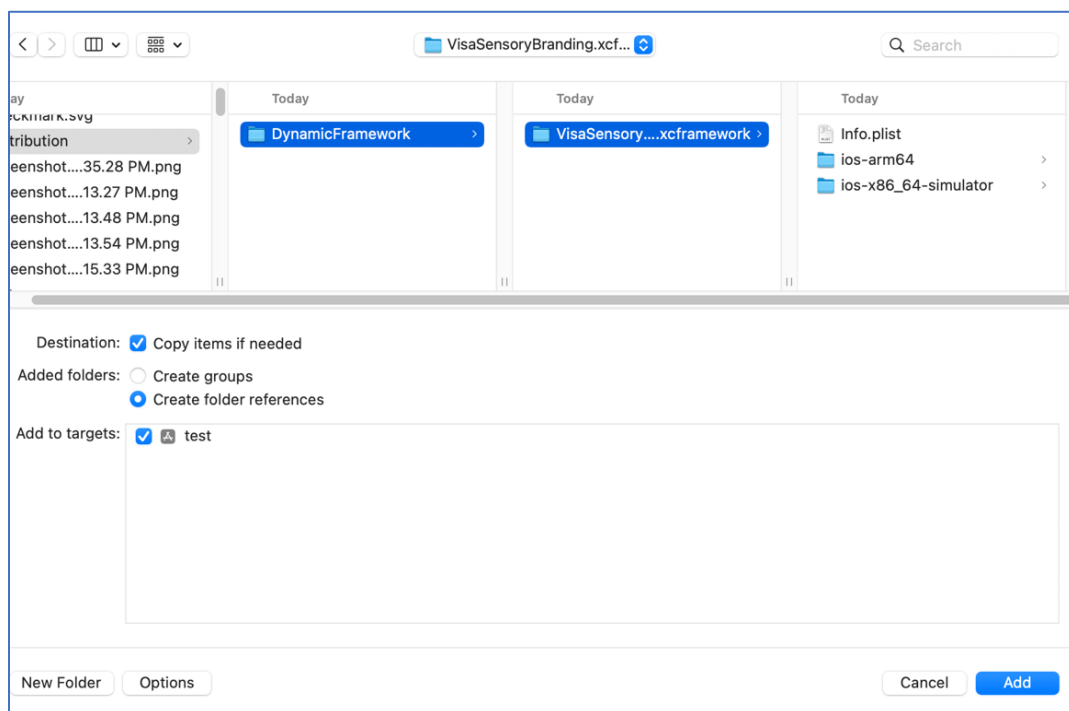 VisaSensoryBranding.xcf...
Search
ay
Today
Today
Today
eckmark.svg
tribution
eenshot....35.28 PM.png
eenshot....13.27 PM.png
eenshot....13.48 PM.png
eenshot....13.54 PM.png
eenshot....15.33 PM.png
DynamicFramework
VisaSensory....xcframework
Info.plist
ios-arm64
ios-x86_64-simulator
Destination: Copy items if needed
Added folders: Create groups
Create folder references
Add to targets: test
New Folder
Options
Cancel
Add